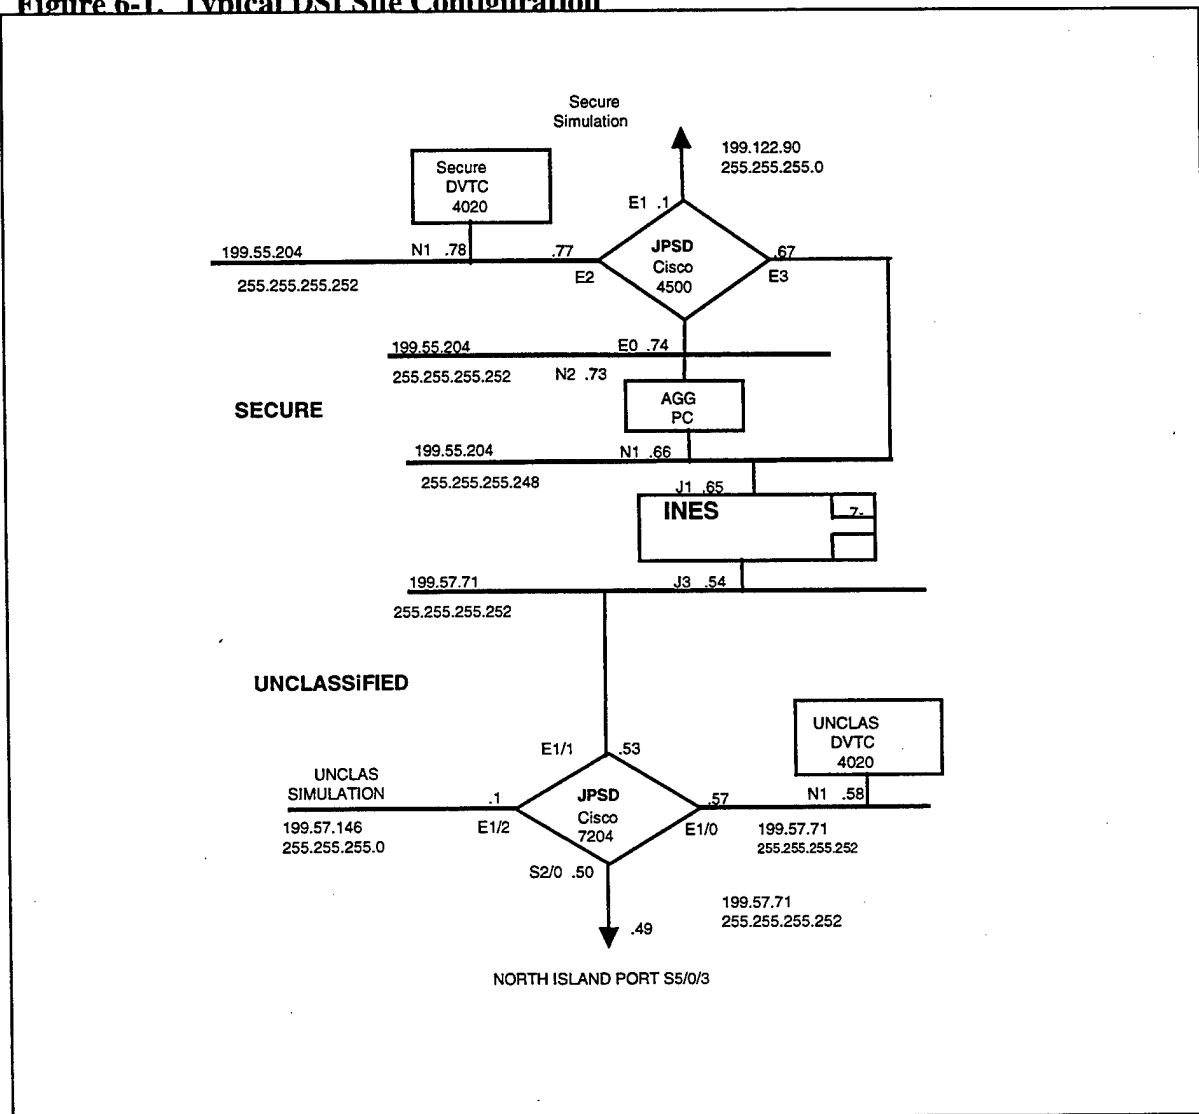 Figure 6-1. Typical DSI Site Configuration
Secure
Simulation
199.122.90
255.255.255.0
Secure
DVTC
4020
E1 .1
199.55.204
N1 .78
.77
JPSD
Cisco
4500
.67
E2
E3
255.255.255.252
199.55.204
E0 .74
255.255.255.252
N2 .73
SECURE
AGG
PC
199.55.204
N1 .66
255.255.255.248
J1 .65
INES
199.57.71
J3 .54
255.255.255.252
UNCLASSiFIED
UNCLAS
DVTC
4020
E1/1
.53
UNCLAS
SIMULATION
.1
JPSD
Cisco
7204
.57
N1 .58
199.57.146
255.255.255.0
E1/2
E1/0
199.57.71
255.255.255.252
S2/0 .50
199.57.71
255.255.255.252
.49
NORTH ISLAND PORT S5/0/3